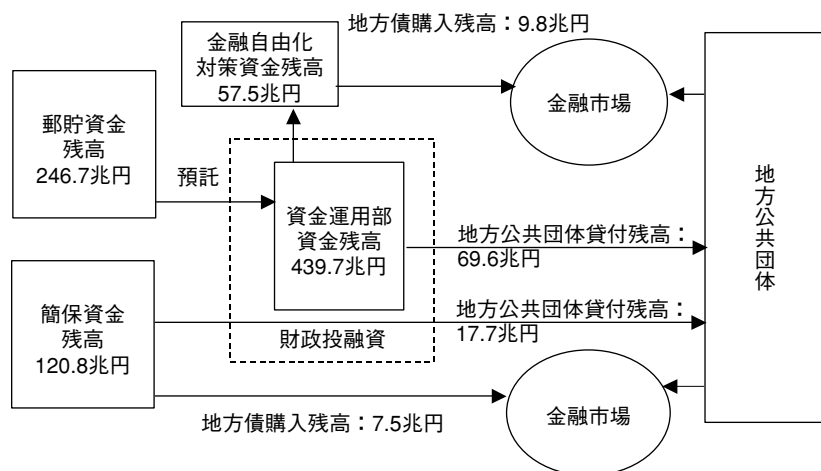 地方債購入残高：9.8兆円
金融自由化
対策資金残高
57.5兆円
金融市場
郵貯資金
残高
246.7兆円
預託
資金運用部
資金残高
439.7兆円
地方公共団体貸付残高：
69.6兆円
地方公共団体
簡保資金
残高
120.8兆円
地方公共団体貸付残高：
17.7兆円
財政投融資
地方債購入残高：7.5兆円
金融市場